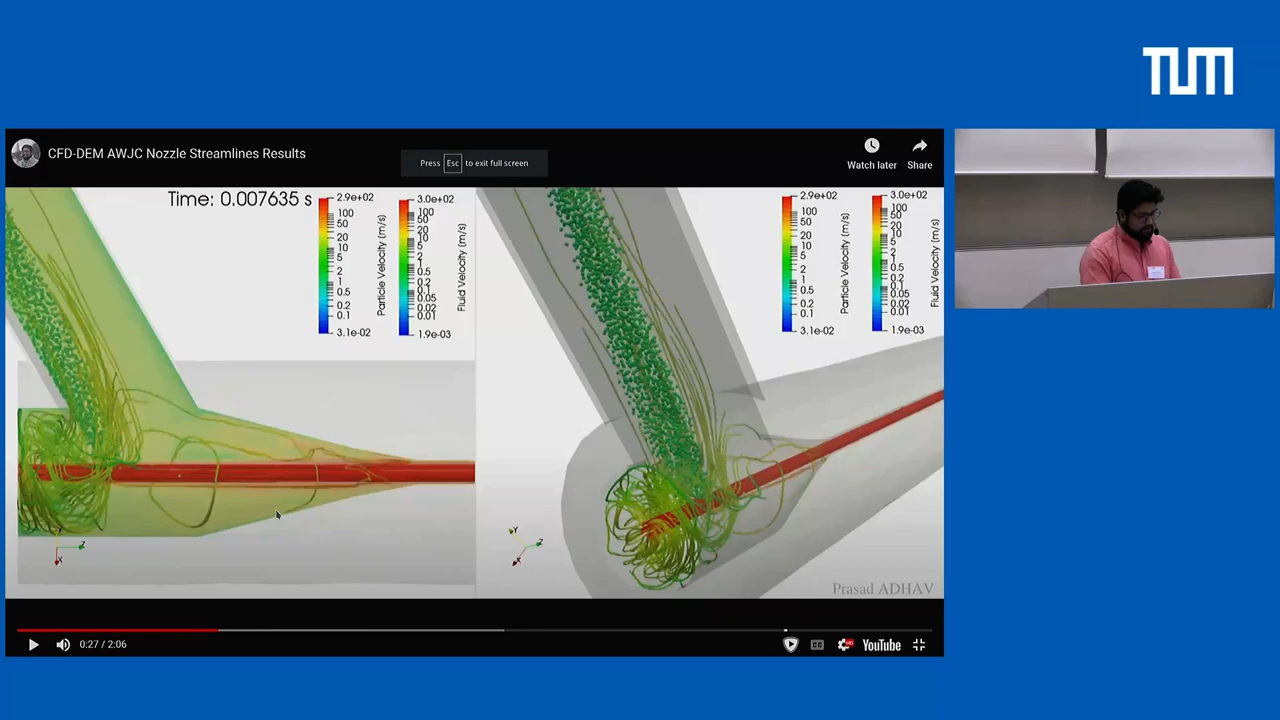 TUM
CFD-DEM AWJC Nozzle Streamlines Results
Press Esc to exit full screen
Watch later
Share
Time: 0.007635 s
2.9e+02
100
50
20
10
5
2
1
0.5
0.2
0.1
3.1e-02
Particle Velocity (m/s)
3.0e+02
100
50
20
10
5
2
1
0.5
0.2
0.1
0.05
0.02
0.01
1.9e-03
Fluid Velocity (m/s)
2.9e+02
100
50
20
10
5
2
1
0.5
0.2
0.1
3.1e-02
Particle Velocity (m/s)
3.0e+02
100
50
20
10
5
2
1
0.5
0.2
0.1
0.05
0.02
0.01
1.9e-03
Fluid Velocity (m/s)
Y
Z
X
Y
Z
X
Prasad ADHAV
0:27 / 2:06
CC
HD
YouTube